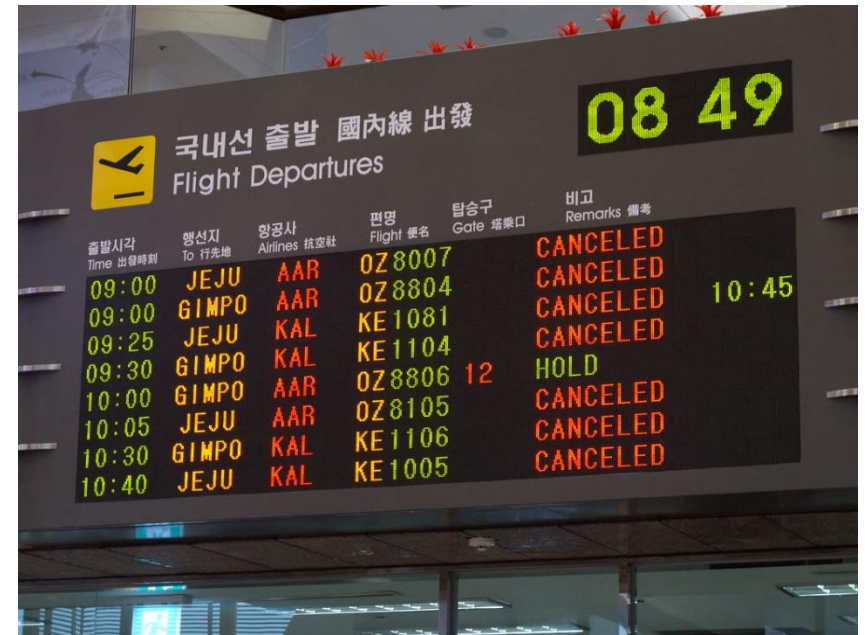 08 49
국내선 출발 國內線 出發
Flight Departures
출발시각 행선지 항공사 편명 탑승구 비고
Time 出發時刻 To 行先地 Airlines 抗空社 Flight 便名 Gate 塔乘口 Remarks 備考
09:00 JEJU AAR OZ8007 CANCELED
09:00 GIMPO AAR OZ8804 CANCELED
09:25 JEJU KAL KE1081 CANCELED 10:45
09:30 GIMPO KAL KE1104 CANCELED
10:00 GIMPO AAR OZ8806 12 HOLD
10:05 JEJU AAR OZ8105 CANCELED
10:30 GIMPO KAL KE1106 CANCELED
10:40 JEJU KAL KE1005 CANCELED